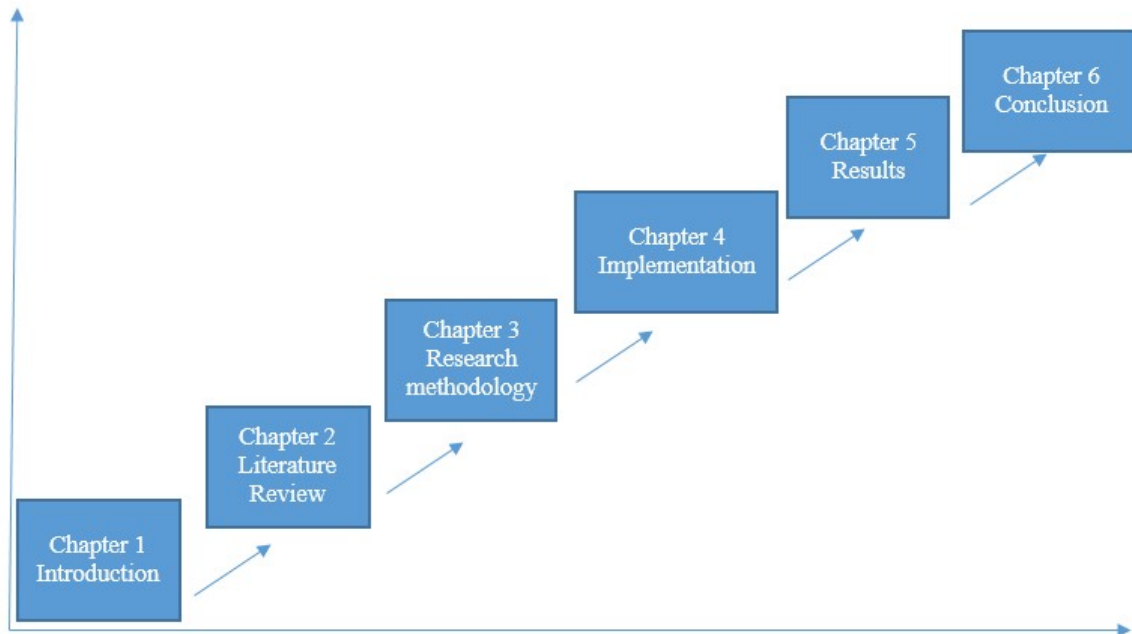 Chapter 1
Introduction
Chapter 2
Literature
Review
Chapter 3
Research
methodology
Chapter 4
Implementation
Chapter 5
Results
Chapter 6
Conclusion